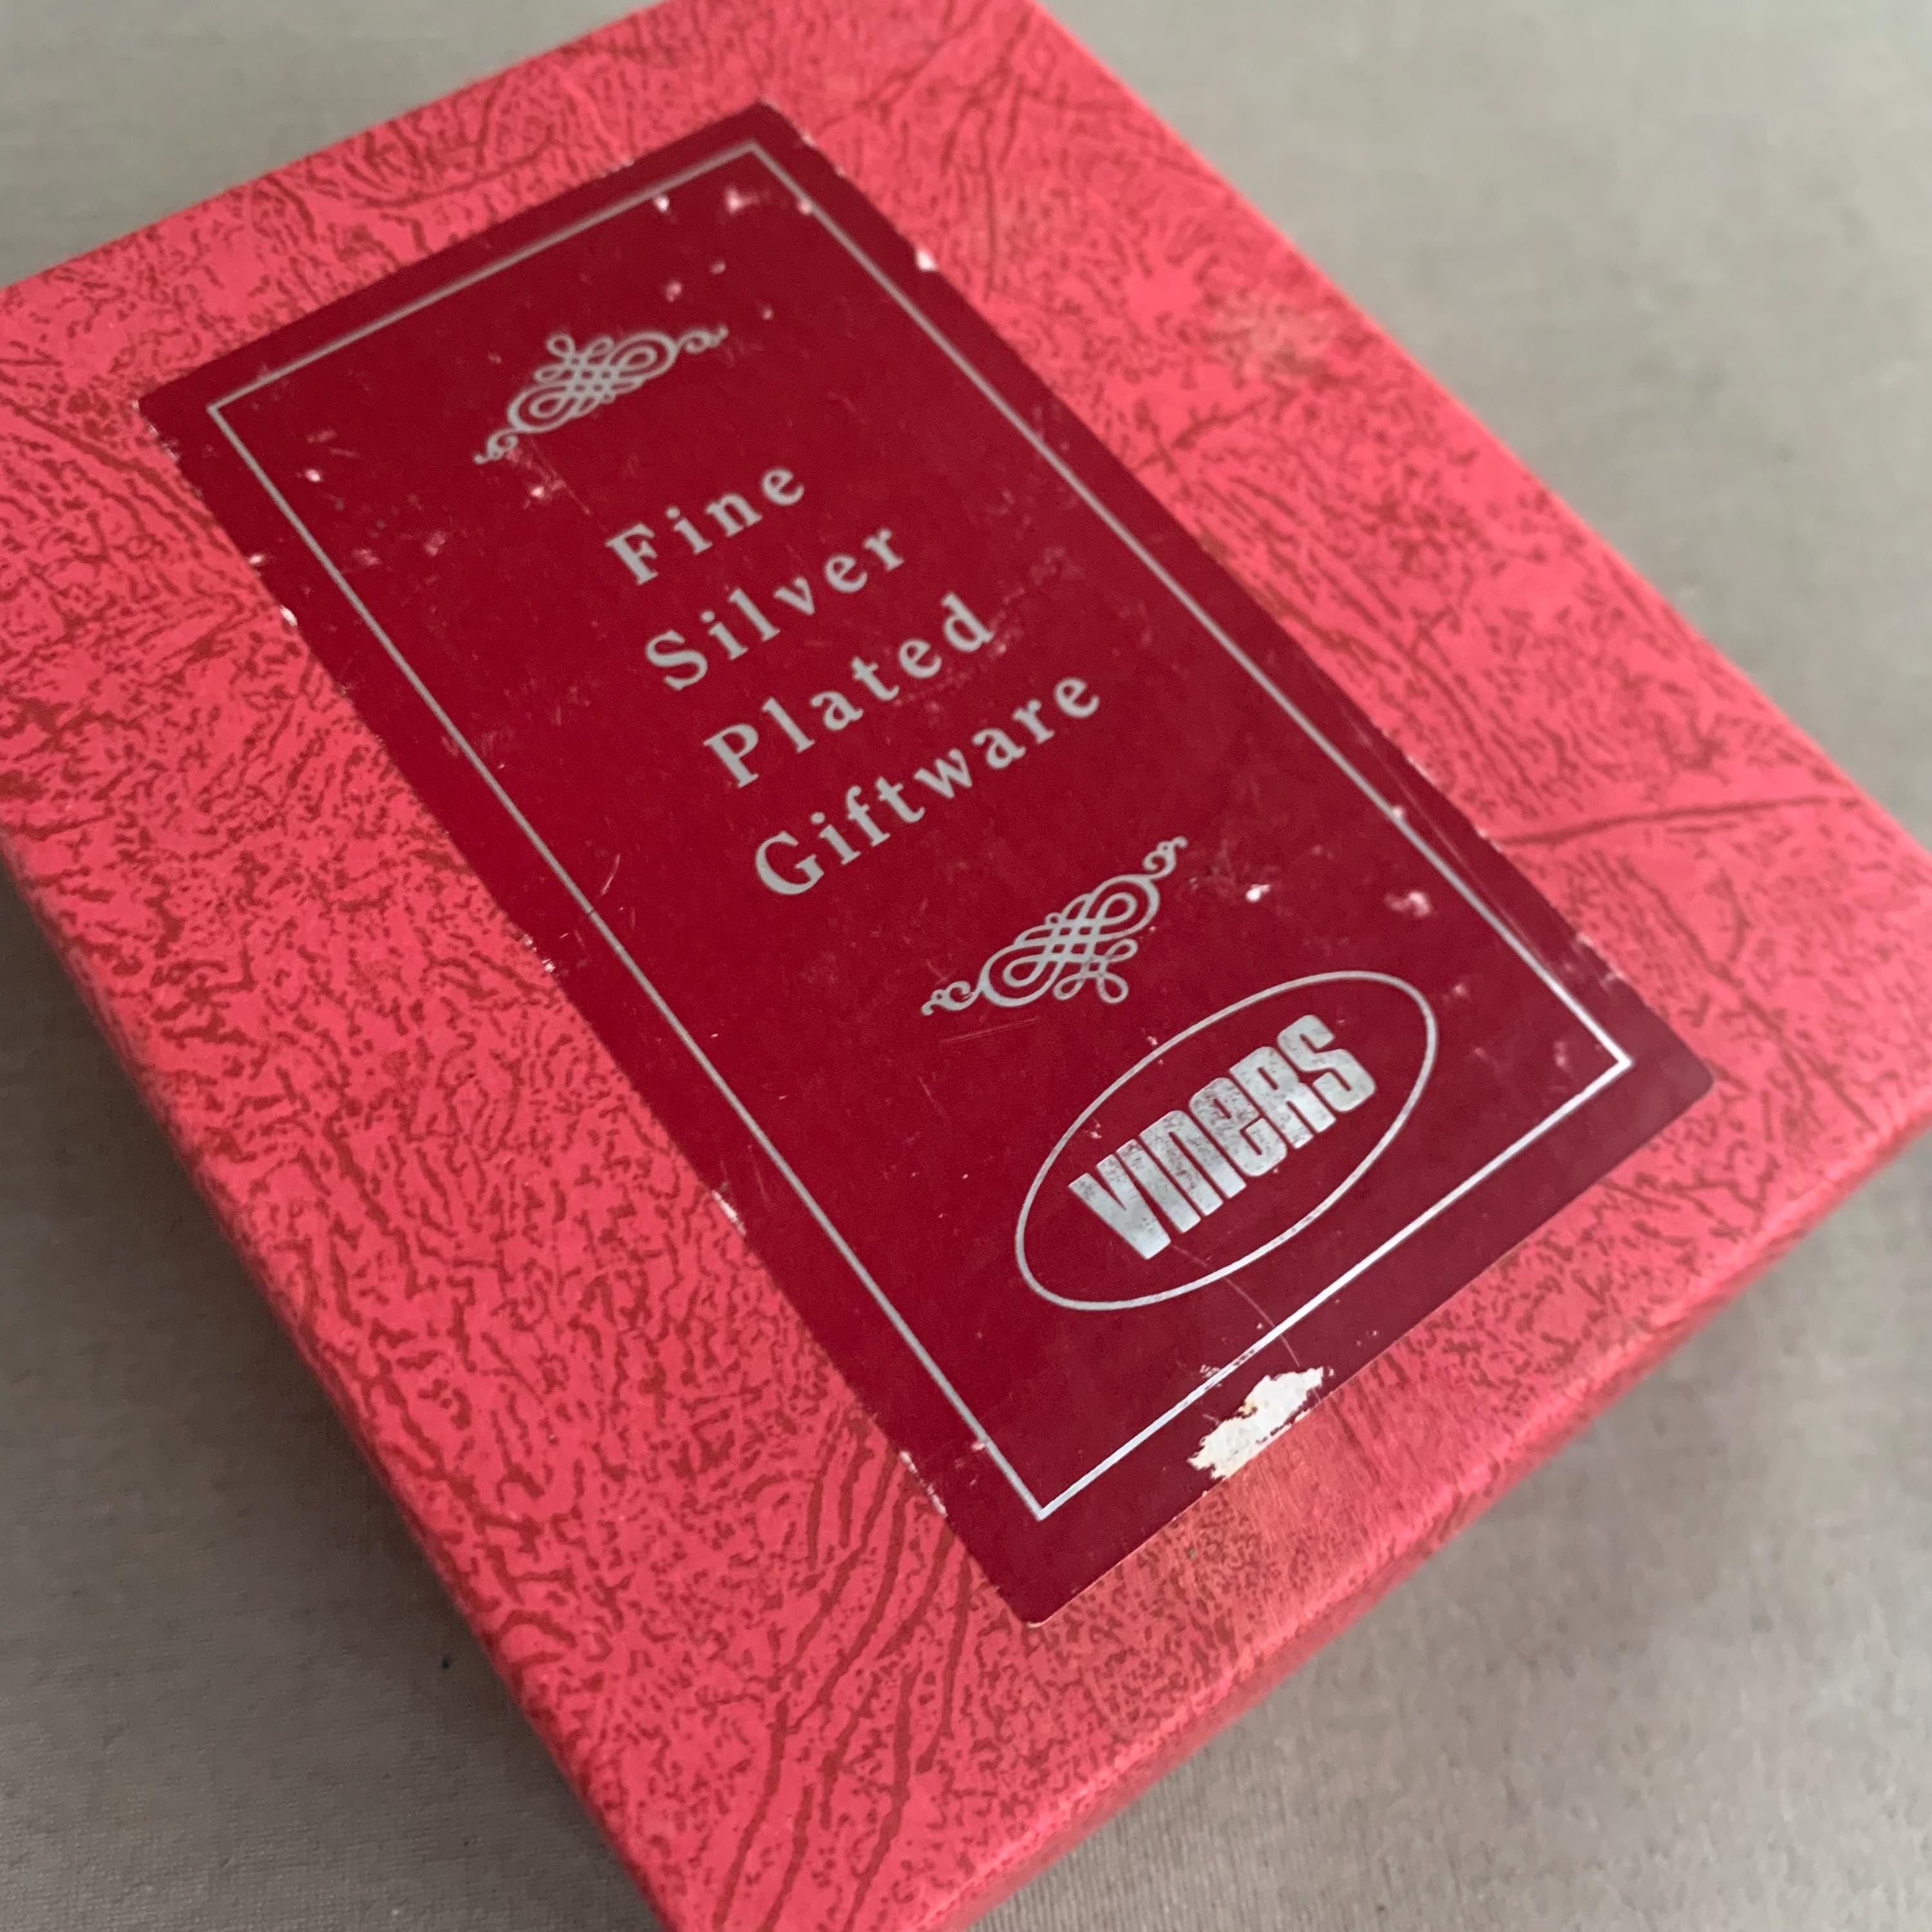 Fine
Silver
Plated
Giftware
VINERS